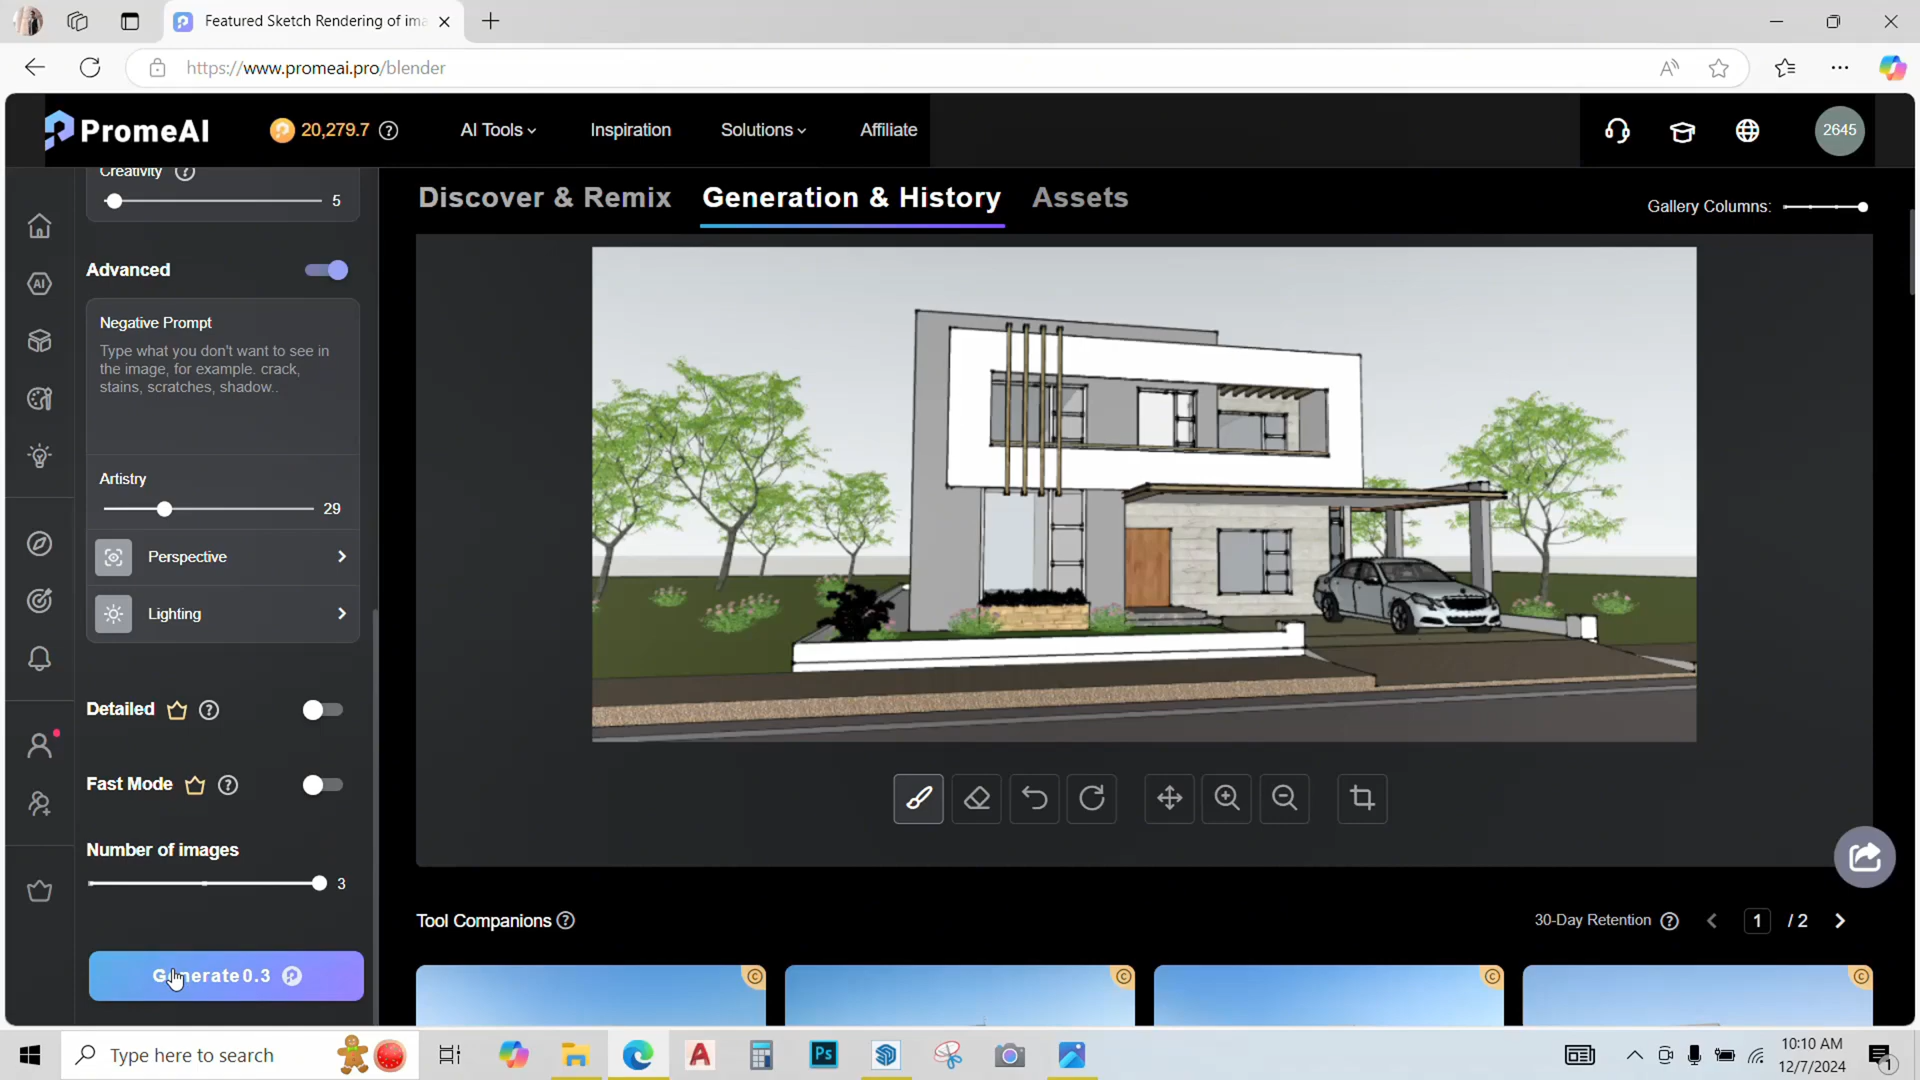 Featured Sketch Rendering of ima
https://www.promeai.pro/blender
PromeAI
20,279.7
AI Tools
Inspiration
Solutions
Affiliate
2645
Creativity
5
Discover & Remix
Generation & History
Assets
Gallery Columns:
Advanced
Negative Prompt
Type what you don't want to see in
the image, for example. crack,
stains, scratches, shadow..
Artistry
29
Perspective
Lighting
Detailed
Fast Mode
Number of images
3
Generate 0.3
Tool Companions
30-Day Retention
1 / 2
Type here to search
10:10 AM
12/7/2024
1